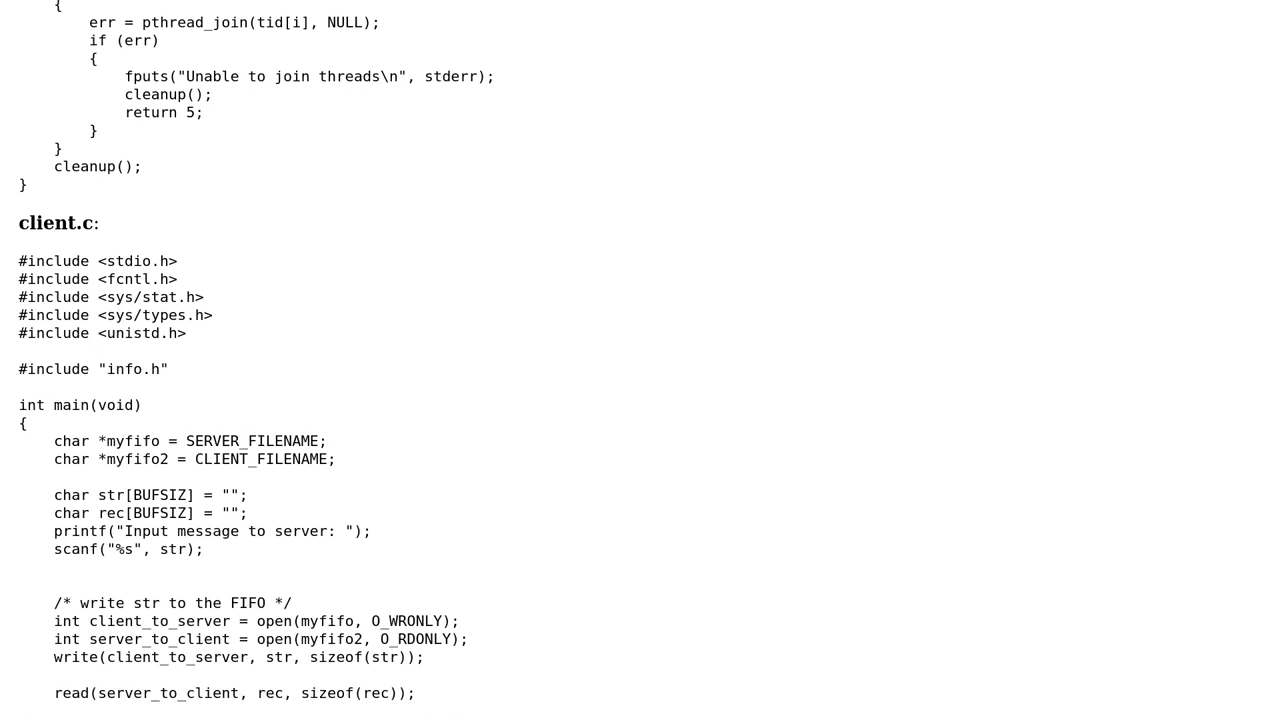 {
        err = pthread_join(tid[i], NULL);
        if (err)
        {
            fputs("Unable to join threads\n", stderr);
            cleanup();
            return 5;
        }
    }
    cleanup();
}
client.c:
#include <stdio.h>
#include <fcntl.h>
#include <sys/stat.h>
#include <sys/types.h>
#include <unistd.h>
#include "info.h"
int main(void)
{
    char *myfifo = SERVER_FILENAME;
    char *myfifo2 = CLIENT_FILENAME;
    char str[BUFSIZ] = "";
    char rec[BUFSIZ] = "";
    printf("Input message to server: ");
    scanf("%s", str);
    /* write str to the FIFO */
    int client_to_server = open(myfifo, O_WRONLY);
    int server_to_client = open(myfifo2, O_RDONLY);
    write(client_to_server, str, sizeof(str));
    read(server_to_client, rec, sizeof(rec));